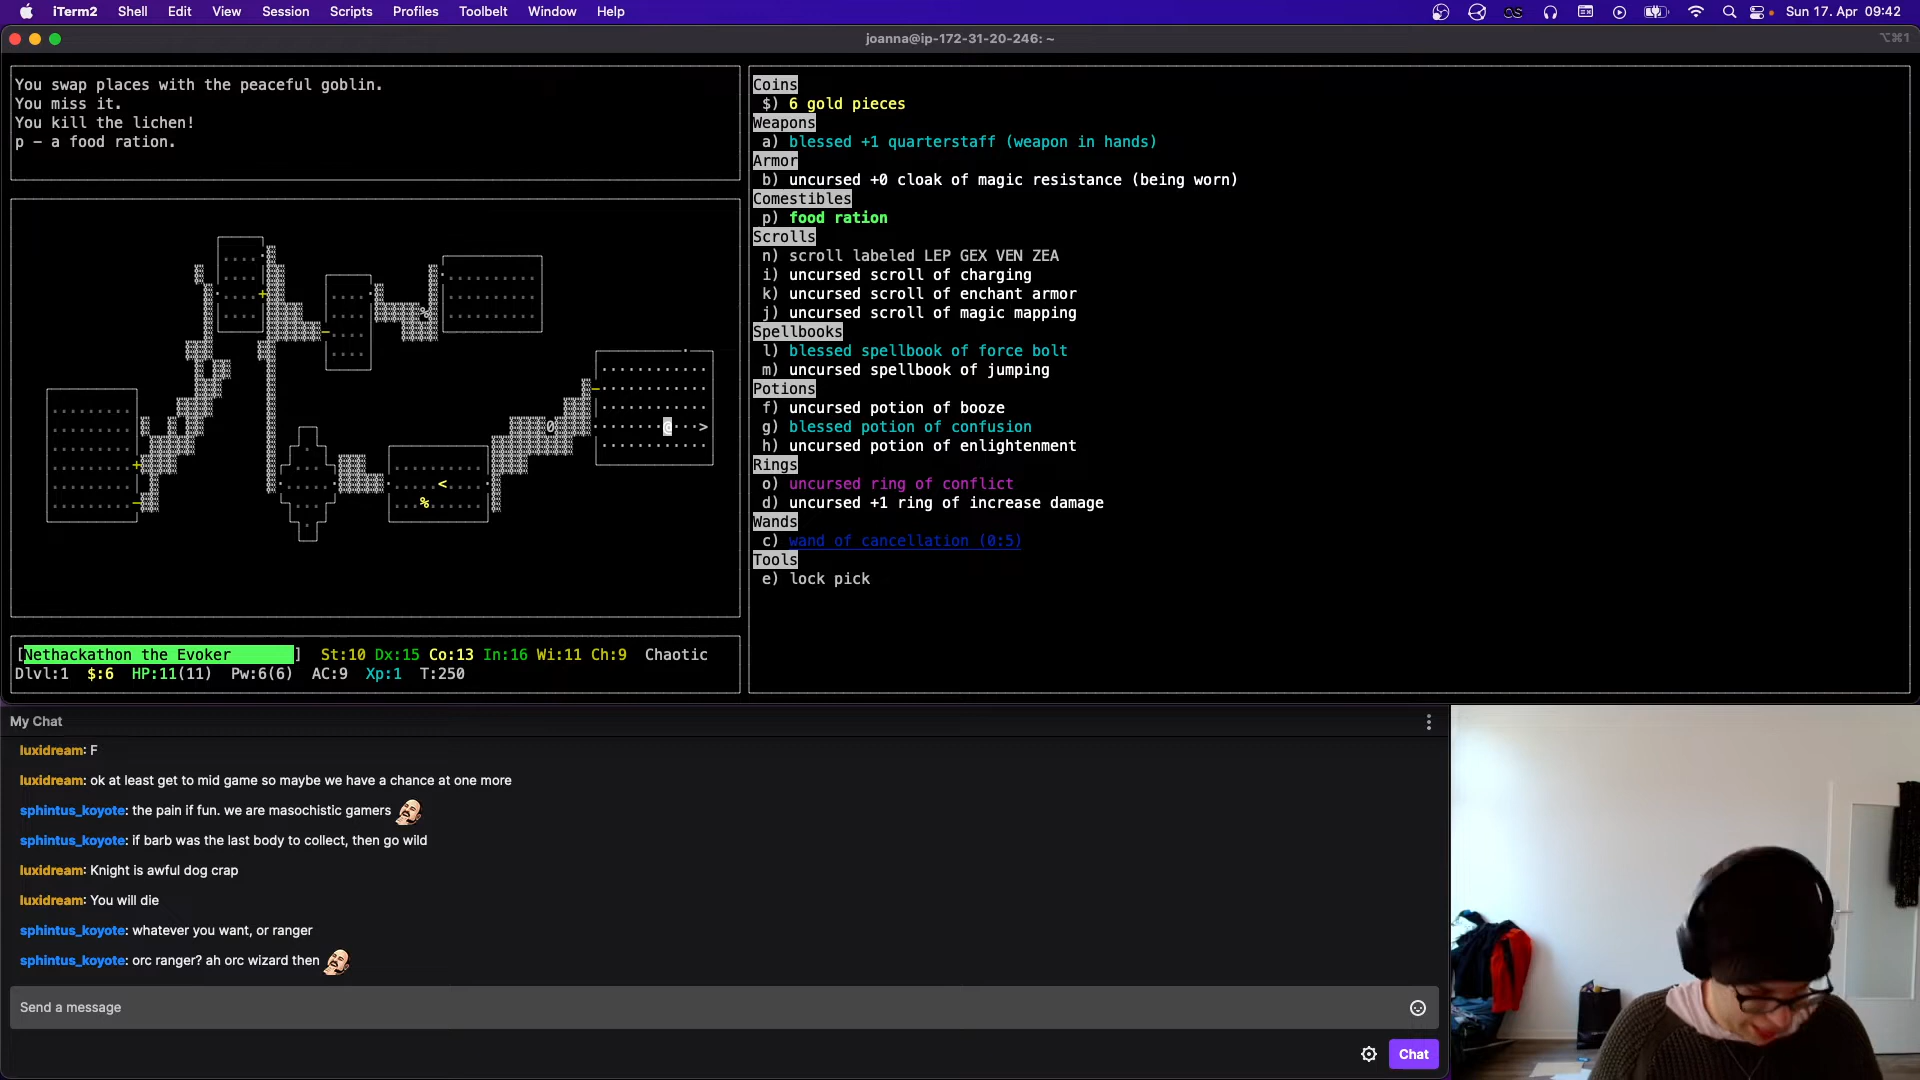 iTerm2 Shell Edit View Session Scripts Profiles Toolbelt Window Help Sun 17. Apr 09:42
joanna@ip-172-31-20-246: ~ ⌥⌘1
You swap places with the peaceful goblin.
You miss it.
You kill the lichen!
p - a food ration.
[Nethackathon the Evoker ] St:10 Dx:15 Co:13 In:16 Wi:11 Ch:9 Chaotic
Dlvl:1 $:6 HP:11(11) Pw:6(6) AC:9 Xp:1 T:250
Coins
$) 6 gold pieces
Weapons
a) blessed +1 quarterstaff (weapon in hands)
Armor
b) uncursed +0 cloak of magic resistance (being worn)
Comestibles
p) food ration
Scrolls
n) scroll labeled LEP GEX VEN ZEA
i) uncursed scroll of charging
k) uncursed scroll of enchant armor
j) uncursed scroll of magic mapping
Spellbooks
l) blessed spellbook of force bolt
m) uncursed spellbook of jumping
Potions
f) uncursed potion of booze
g) blessed potion of confusion
h) uncursed potion of enlightenment
Rings
o) uncursed ring of conflict
d) uncursed +1 ring of increase damage
Wands
c) wand of cancellation (0:5)
Tools
e) lock pick
My Chat
luxidream: F
luxidream: ok at least get to mid game so maybe we have a chance at one more
sphintus_koyote: the pain if fun. we are masochistic gamers
sphintus_koyote: if barb was the last body to collect, then go wild
luxidream: Knight is awful dog crap
luxidream: You will die
sphintus_koyote: whatever you want, or ranger
sphintus_koyote: orc ranger? ah orc wizard then
Send a message
Chat